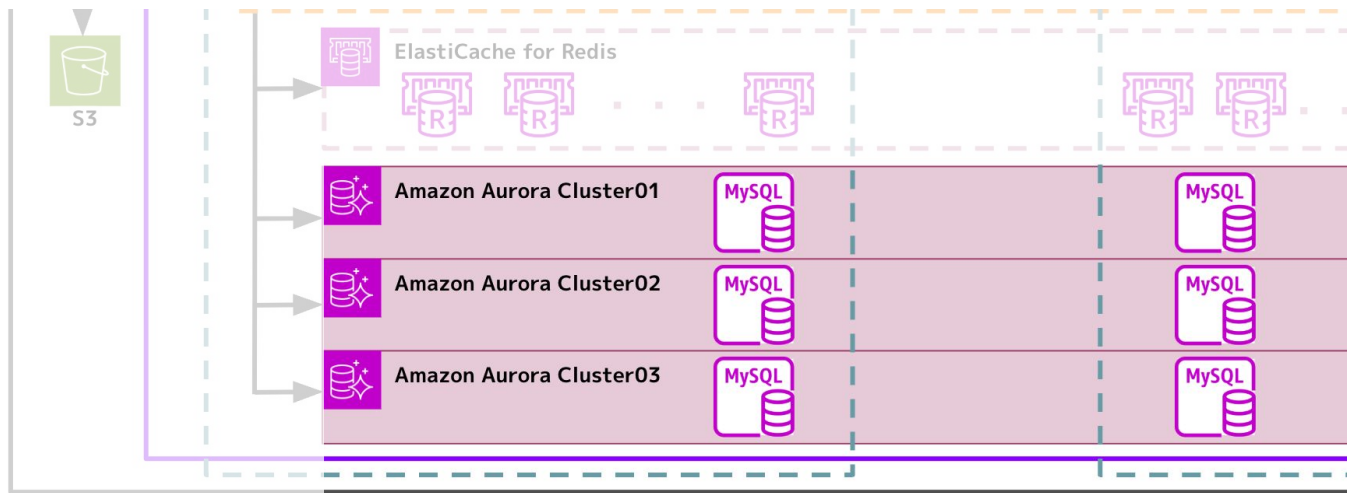 ElastiCache for Redis
S3
R R . . . R R R . .
Amazon Aurora Cluster01 MySQL MySQL
Amazon Aurora Cluster02 MySQL MySQL
Amazon Aurora Cluster03 MySQL MySQL